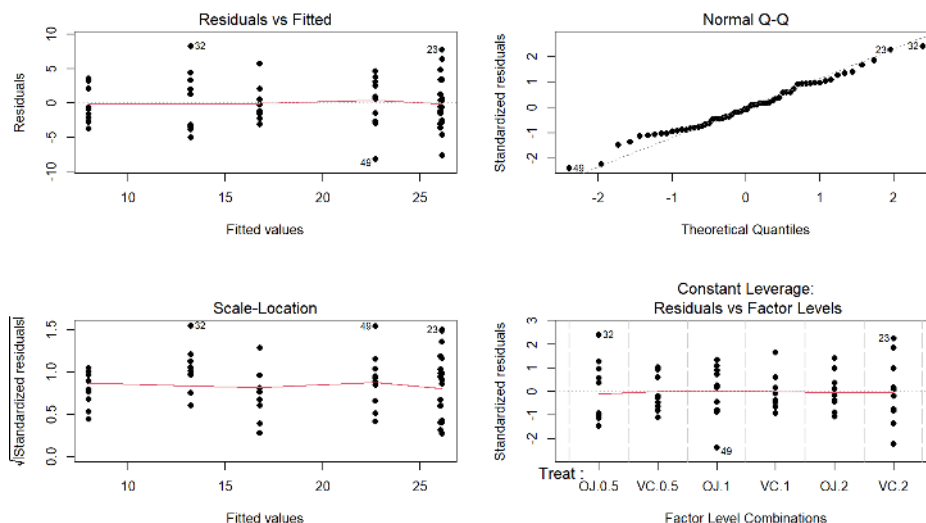 Residuals vs Fitted
Residuals
10
5
0
-5
-10
32
23
49
10
15
20
25
Fitted values
Normal Q-Q
Standardized residuals
2
1
0
-1
-2
23
32
49
-2
-1
0
1
2
Theoretical Quantiles
Scale-Location
√|Standardized residuals|
1.5
1.0
0.5
0.0
32
49
23
10
15
20
25
Fitted values
Constant Leverage:
Residuals vs Factor Levels
Standardized residuals
3
2
1
0
-1
-2
32
23
49
Treat :
OJ.0.5
VC.0.5
OJ.1
VC.1
OJ.2
VC.2
Factor Level Combinations